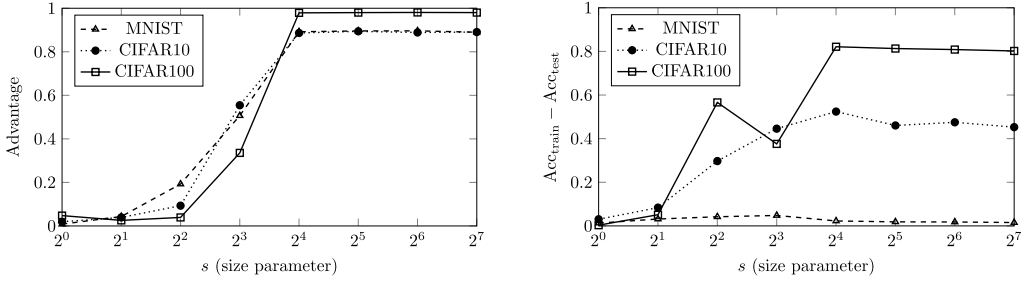 Advantage
1
0.8
0.6
0.4
0.2
0
MNIST
CIFAR10
CIFAR100
2^0 2^1 2^2 2^3 2^4 2^5 2^6 2^7
s (size parameter)
Acc_train − Acc_test
1
0.8
0.6
0.4
0.2
0
MNIST
CIFAR10
CIFAR100
2^0 2^1 2^2 2^3 2^4 2^5 2^6 2^7
s (size parameter)